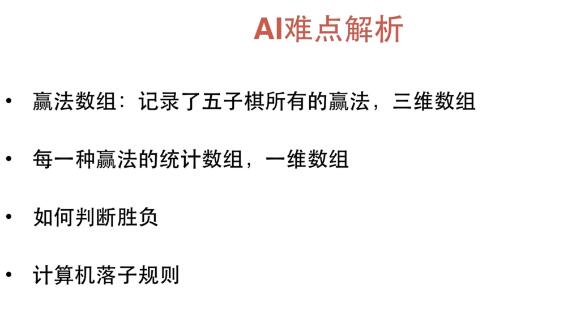 AI难点解析
• 赢法数组：记录了五子棋所有的赢法，三维数组
• 每一种赢法的统计数组，一维数组
• 如何判断胜负
• 计算机落子规则